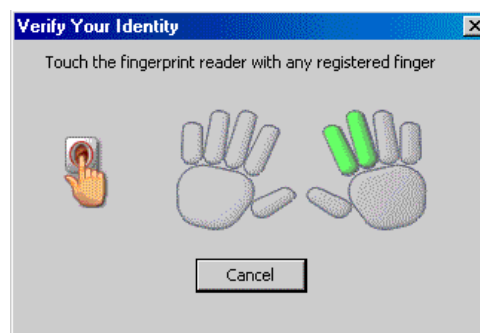 Verify Your Identity
Touch the fingerprint reader with any registered finger
Cancel